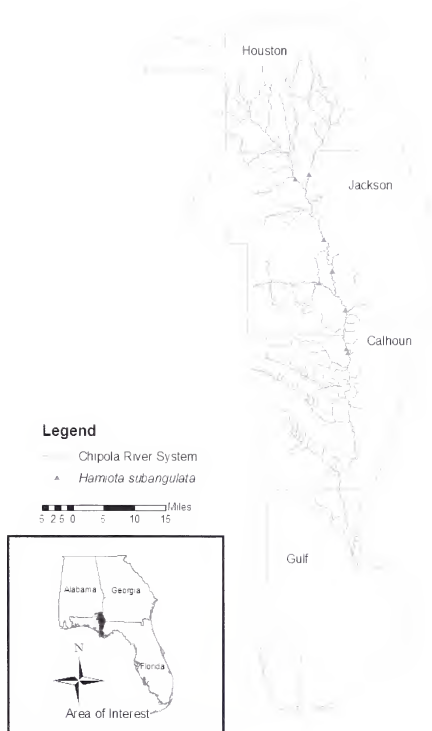 Houston
Jackson
Calhoun
Legend
Chipola River System
Hamiota subangulata
Miles
5 2.5 0 5 10 15
Gulf
Alabama Georgia
N
Florida
Area of Interest